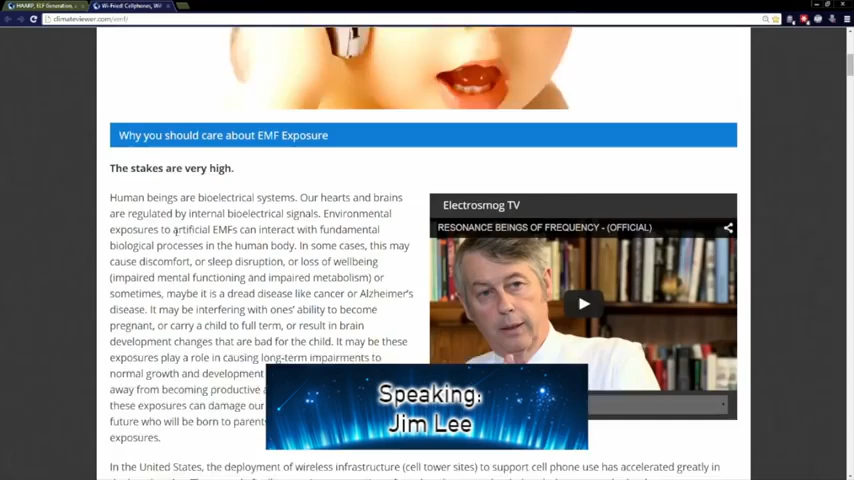 HAARP, ELF Generation,
Wi-Fried! Cellphones, Wi
climateviewer.com/emf/
Why you should care about EMF Exposure
The stakes are very high.
Human beings are bioelectrical systems. Our hearts and brains
are regulated by internal bioelectrical signals. Environmental
exposures to artificial EMFs can interact with fundamental
biological processes in the human body. In some cases, this may
cause discomfort, or sleep disruption, or loss of wellbeing
(impaired mental functioning and impaired metabolism) or
sometimes, maybe it is a dread disease like cancer or Alzheimer's
disease. It may be interfering with ones' ability to become
pregnant, or carry a child to full term, or result in brain
development changes that are bad for the child. It may be these
exposures play a role in causing long-term impairments to
normal growth and development
away from becoming productive
these exposures can damage our
future who will be born to parent
exposures.
Electrosmog TV
RESONANCE BEINGS OF FREQUENCY - (OFFICIAL)
Speaking:
Jim Lee
In the United States, the deployment of wireless infrastructure (cell tower sites) to support cell phone use has accelerated greatly in